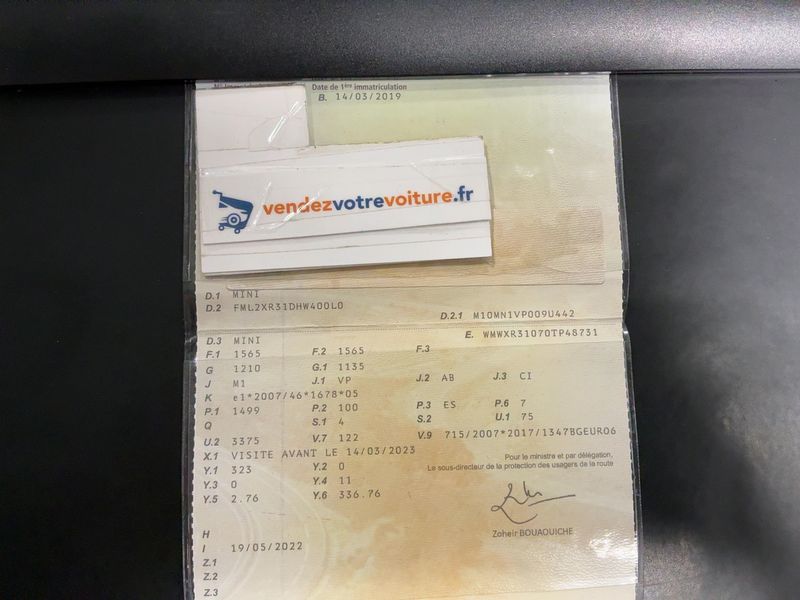 Date de 1ère immatriculation
B. 14/03/2019
vendezvotrevoiture.fr
D.1 MINI
D.2 FML2XR31DHW400L0 D.2.1 M10MN1VP009U442
D.3 MINI E. WMWXR31070TP48731
F.1 1565 F.2 1565 F.3
G 1210 G.1 1135
J M1 J.1 VP J.2 AB J.3 CI
K e1*2007/46*1678*05
P.1 1499 P.2 100 P.3 ES P.6 7
Q S.1 4 S.2 U.1 75
U.2 3375 V.7 122 V.9 715/2007*2017/1347BGEURO6
X.1 VISITE AVANT LE 14/03/2023
Y.1 323 Y.2 0
Y.3 0 Y.4 11
Y.5 2.76 Y.6 336.76
Pour le ministre et par délégation,
Le sous-directeur de la protection des usagers de la route
Zoheir BOUAOUICHE
H
I 19/05/2022
Z.1
Z.2
Z.3